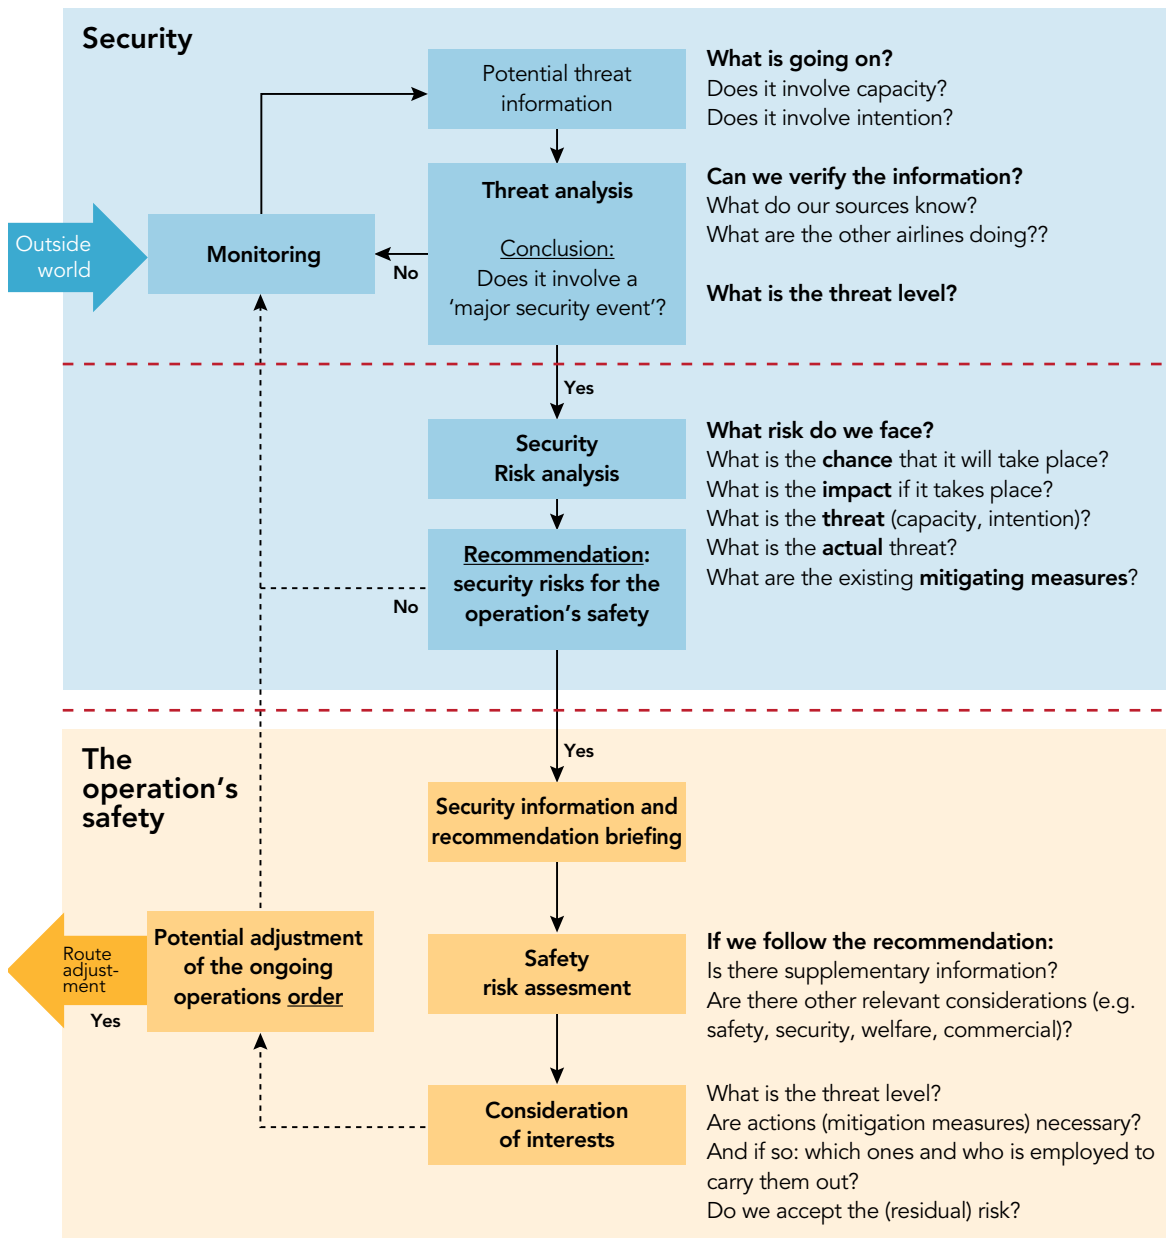 Security
Potential threat
information
What is going on?
Does it involve capacity?
Does it involve intention?
Threat analysis
Conclusion:
Does it involve a
‘major security event’?
Can we verify the information?
What do our sources know?
What are the other airlines doing??
What is the threat level?
Outside
world
Monitoring
No
Yes
Security
Risk analysis
What risk do we face?
What is the chance that it will take place?
What is the impact if it takes place?
What is the threat (capacity, intention)?
What is the actual threat?
What are the existing mitigating measures?
Recommendation:
security risks for the
operation’s safety
No
Yes
The
operation’s
safety
Security information and
recommendation briefing
Route
adjust-
ment
Yes
Potential adjustment
of the ongoing
operations order
Safety
risk assesment
If we follow the recommendation:
Is there supplementary information?
Are there other relevant considerations (e.g.
safety, security, welfare, commercial)?
Consideration
of interests
What is the threat level?
Are actions (mitigation measures) necessary?
And if so: which ones and who is employed to
carry them out?
Do we accept the (residual) risk?